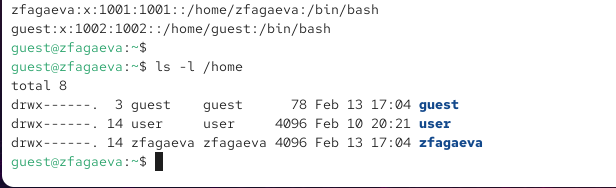 zfagaeva:x:1001:1001::/home/zfagaeva:/bin/bash
guest:x:1002:1002::/home/guest:/bin/bash
guest@zfagaeva:~$
guest@zfagaeva:~$ ls -l /home
total 8
drwx------.  3 guest    guest      78 Feb 13 17:04 guest
drwx------. 14 user     user     4096 Feb 10 20:21 user
drwx------. 14 zfagaeva zfagaeva 4096 Feb 13 17:04 zfagaeva
guest@zfagaeva:~$